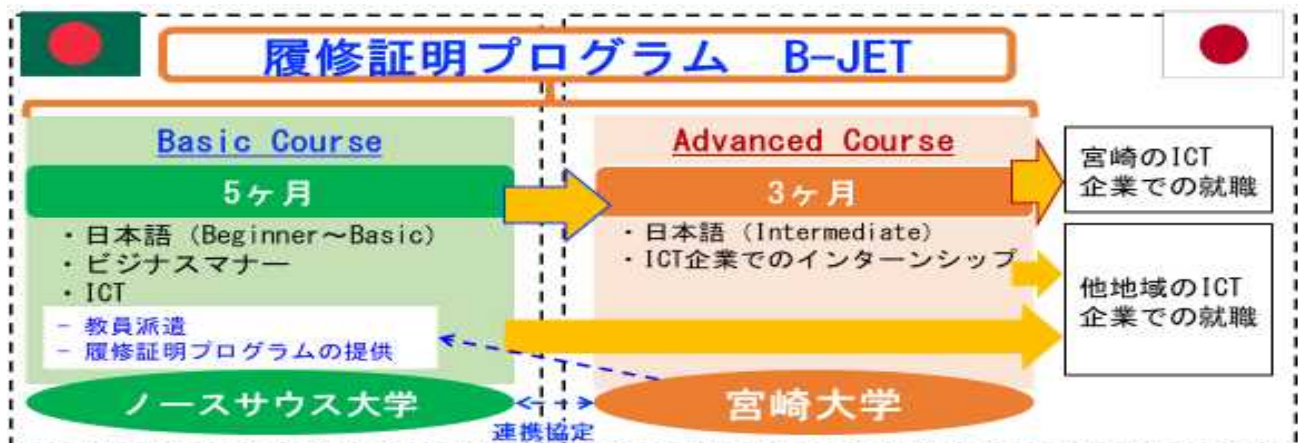 履修証明プログラム B-JET
Basic Course
5ヶ月
・日本語（Beginner～Basic）
・ビジナスマナー
・ICT
- 教員派遣
- 履修証明プログラムの提供
ノースサウス大学
連携協定
Advanced Course
3ヶ月
・日本語（Intermediate）
・ICT企業でのインターンシップ
宮崎大学
宮崎のICT
企業での就職
他地域のICT
企業での就職